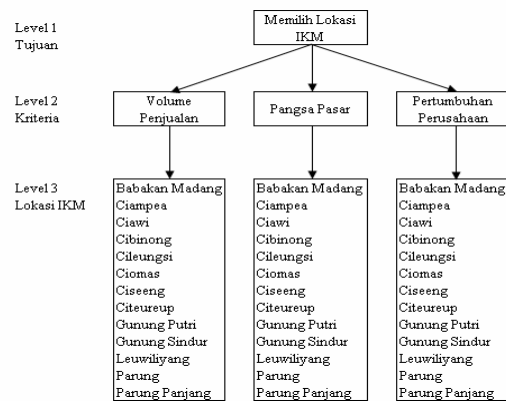 Level 1
Tujuan
Memilih Lokasi
IKM
Level 2
Kriteria
Volume
Penjualan
Pangsa Pasar
Pertumbuhan
Perusahaan
Level 3
Lokasi IKM
Babakan Madang
Ciampea
Ciawi
Cibinong
Cileungsi
Ciomas
Ciseeng
Citeureup
Gunung Putri
Gunung Sindur
Leuwiliyang
Parung
Parung Panjang
Babakan Madang
Ciampea
Ciawi
Cibinong
Cileungsi
Ciomas
Ciseeng
Citeureup
Gunung Putri
Gunung Sindur
Leuwiliyang
Parung
Parung Panjang
Babakan Madang
Ciampea
Ciawi
Cibinong
Cileungsi
Ciomas
Ciseeng
Citeureup
Gunung Putri
Gunung Sindur
Leuwiliyang
Parung
Parung Panjang